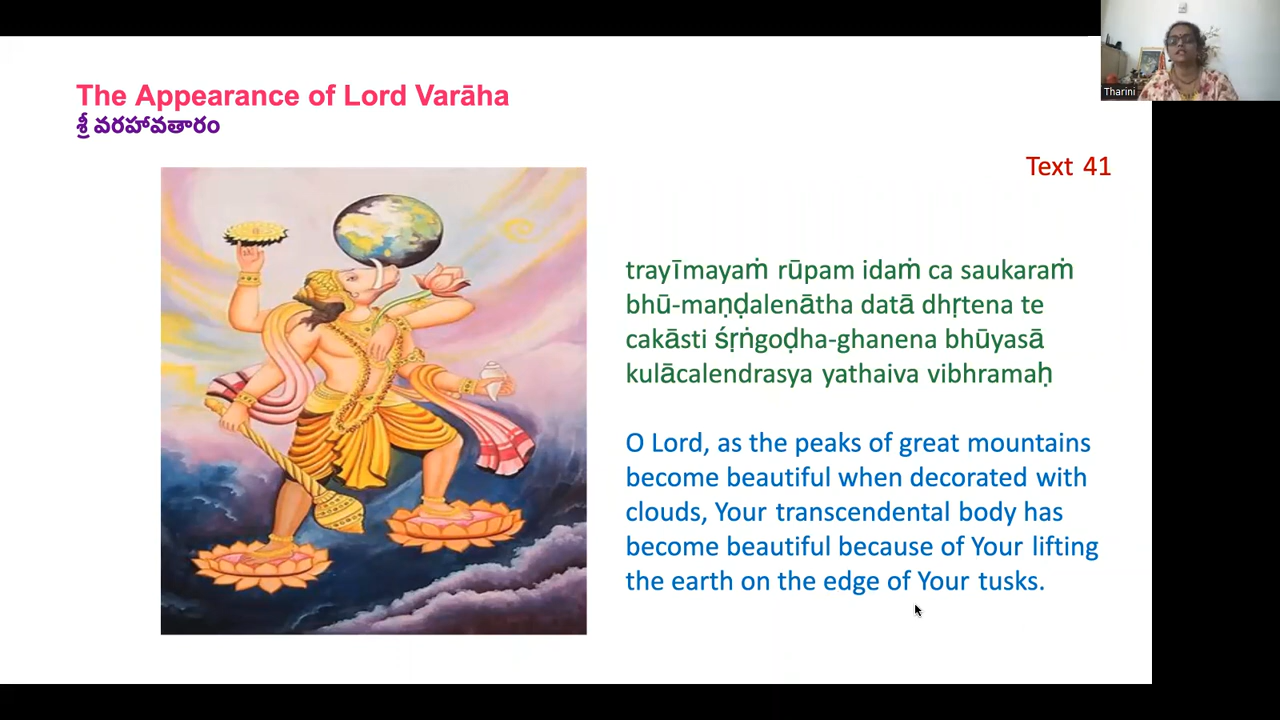 The Appearance of Lord Varāha
శ్రీ వరహావతారం
Tharini
Text 41
trayīmayaṁ rūpam idaṁ ca saukaraṁ
bhū-maṇḍalenātha datā dhṛtena te
cakāsti śṛṅgoḍha-ghanena bhūyasā
kulācalendrasya yathaiva vibhramaḥ
O Lord, as the peaks of great mountains
become beautiful when decorated with
clouds, Your transcendental body has
become beautiful because of Your lifting
the earth on the edge of Your tusks.